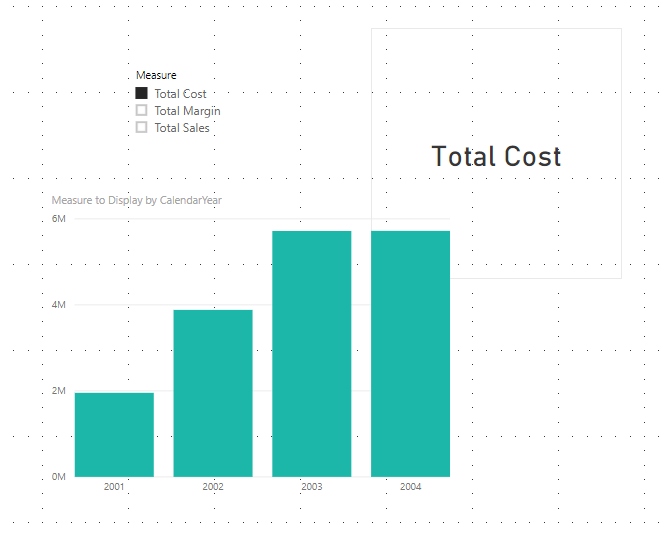 Measure
Total Cost
Total Margin
Total Sales
Total Cost
Measure to Display by CalendarYear
6M
4M
2M
0M
2001 2002 2003 2004